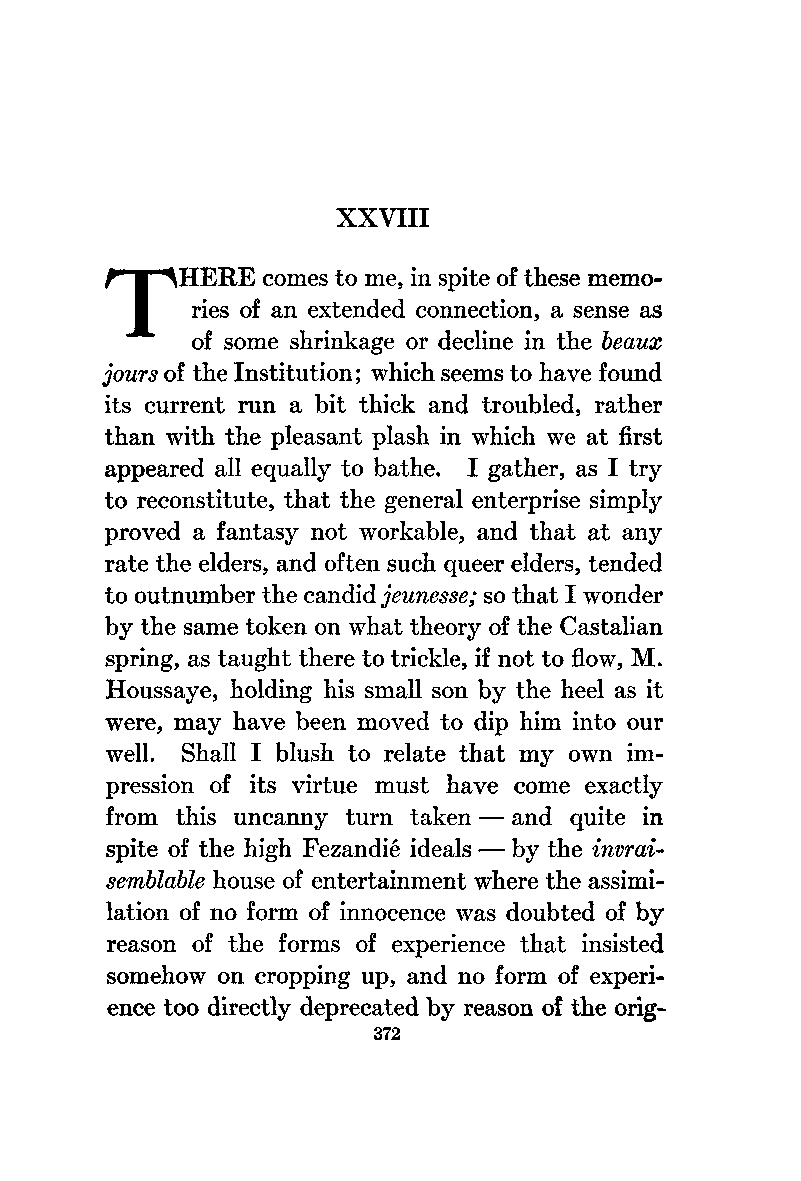 XXVIII
THERE comes to me, in spite of these memo-
ries of an extended connection, a sense as
of some shrinkage or decline in the beaux
jours of the Institution; which seems to have found
its current run a bit thick and troubled, rather
than with the pleasant plash in which we at first
appeared all equally to bathe. I gather, as I try
to reconstitute, that the general enterprise simply
proved a fantasy not workable, and that at any
rate the elders, and often such queer elders, tended
to outnumber the candid jeunesse; so that I wonder
by the same token on what theory of the Castalian
spring, as taught there to trickle, if not to flow, M.
Houssaye, holding his small son by the heel as it
were, may have been moved to dip him into our
well. Shall I blush to relate that my own im-
pression of its virtue must have come exactly
from this uncanny turn taken — and quite in
spite of the high Fezandié ideals — by the invrai-
semblable house of entertainment where the assimi-
lation of no form of innocence was doubted of by
reason of the forms of experience that insisted
somehow on cropping up, and no form of experi-
ence too directly deprecated by reason of the orig-
372